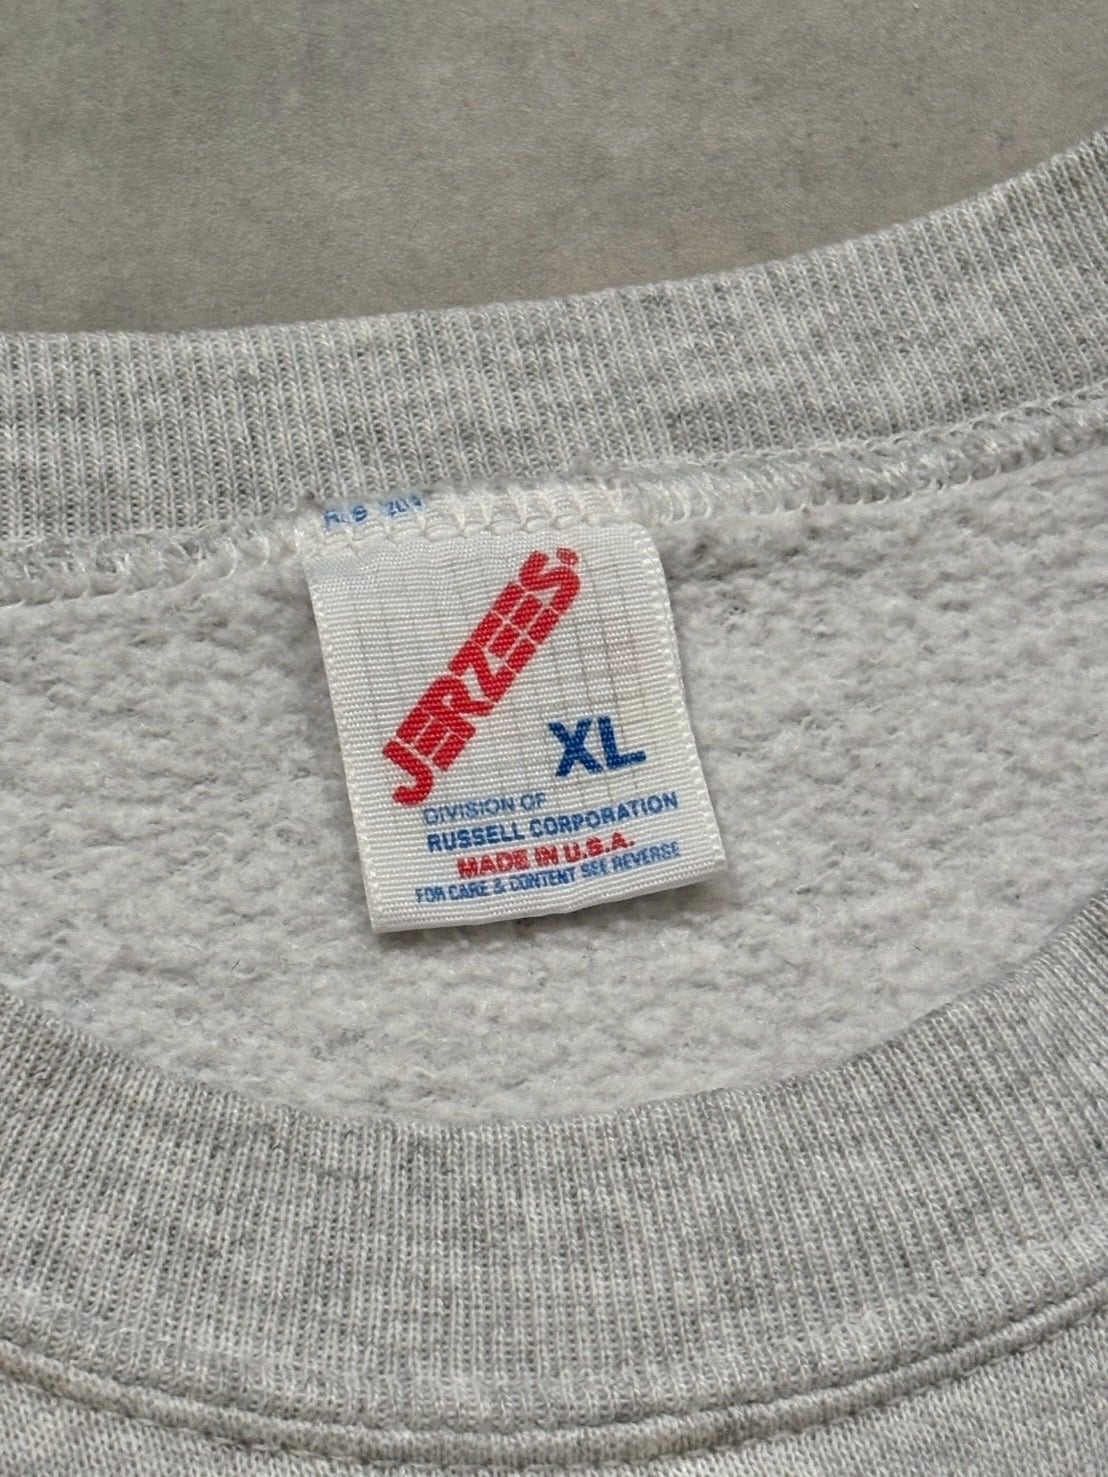 JERZEES®
XL
DIVISION OF
RUSSELL CORPORATION
MADE IN U.S.A.
FOR CARE & CONTENT SEE REVERSE